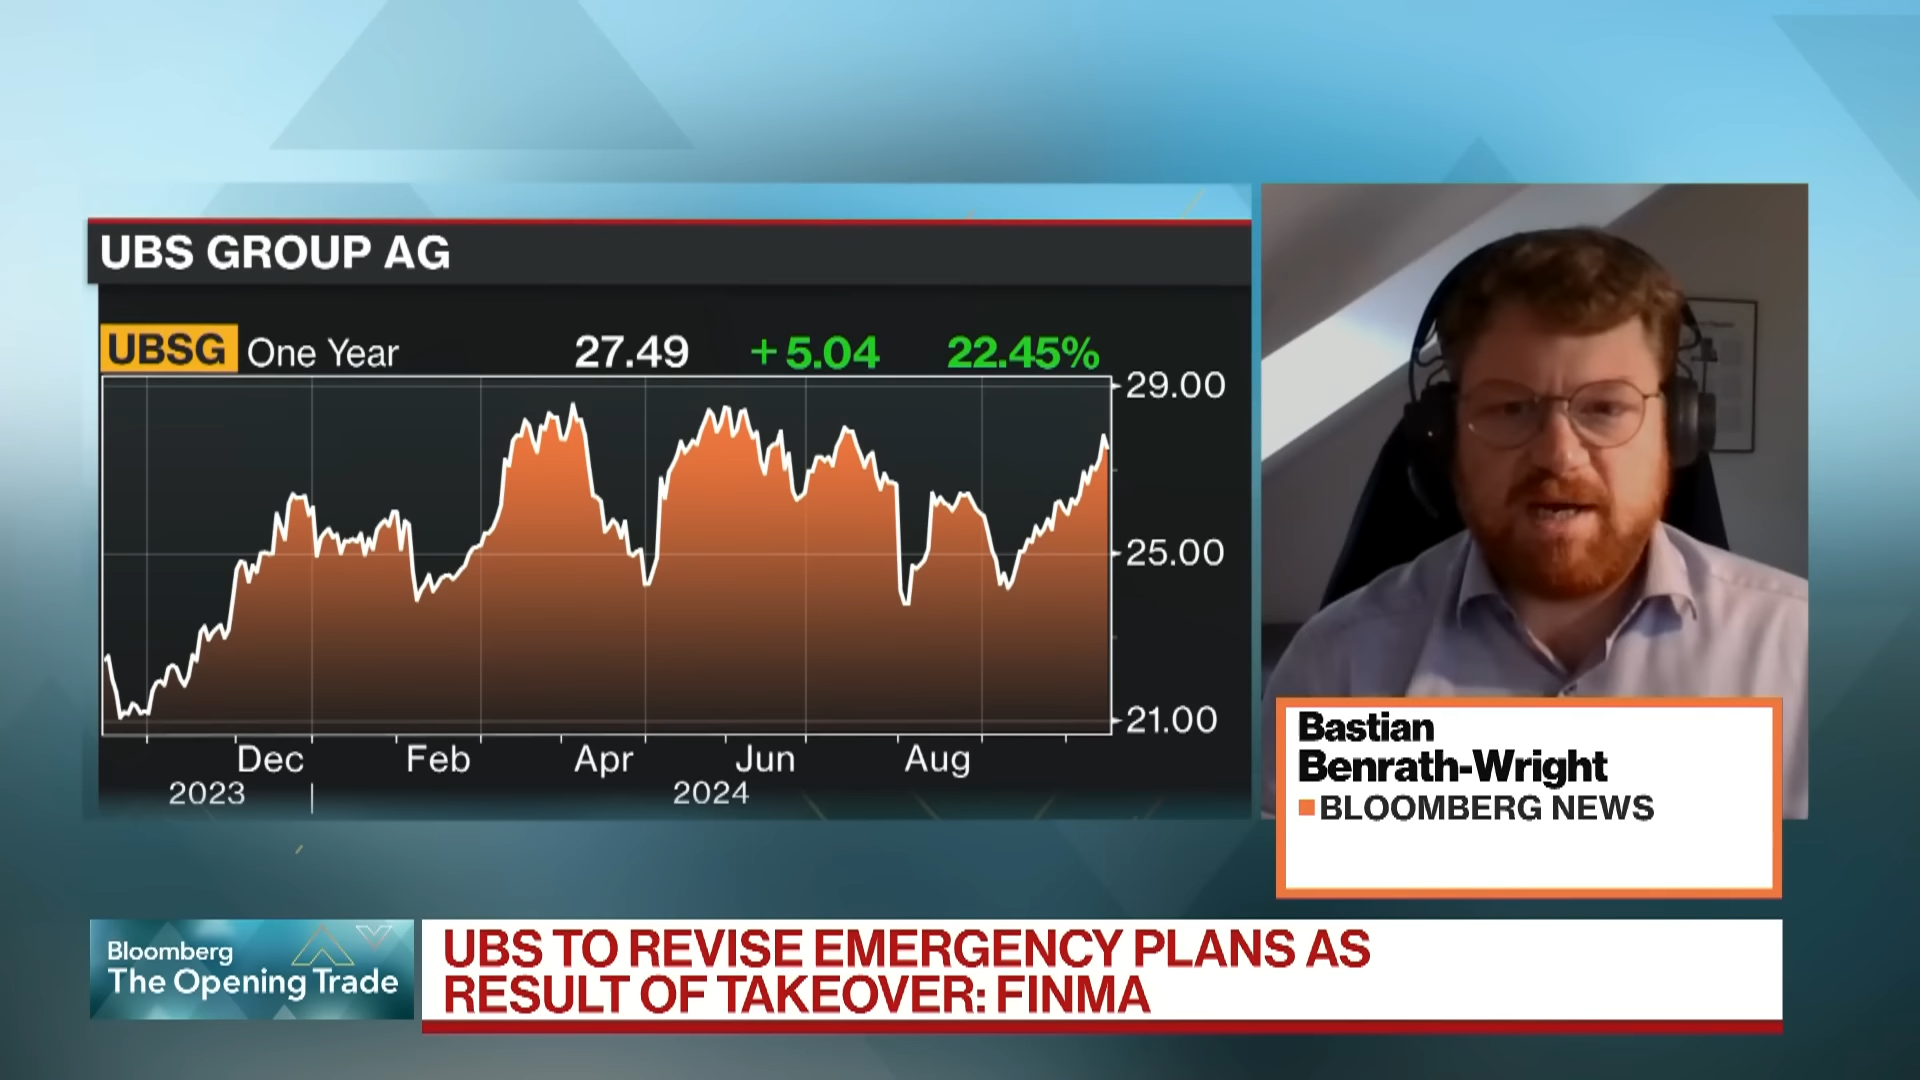 UBS GROUP AG
UBSG One Year 27.49 +5.04 22.45%
29.00
25.00
21.00
Dec Feb Apr Jun Aug
2023 2024
Bastian
Benrath-Wright
BLOOMBERG NEWS
Bloomberg
The Opening Trade
UBS TO REVISE EMERGENCY PLANS AS
RESULT OF TAKEOVER: FINMA